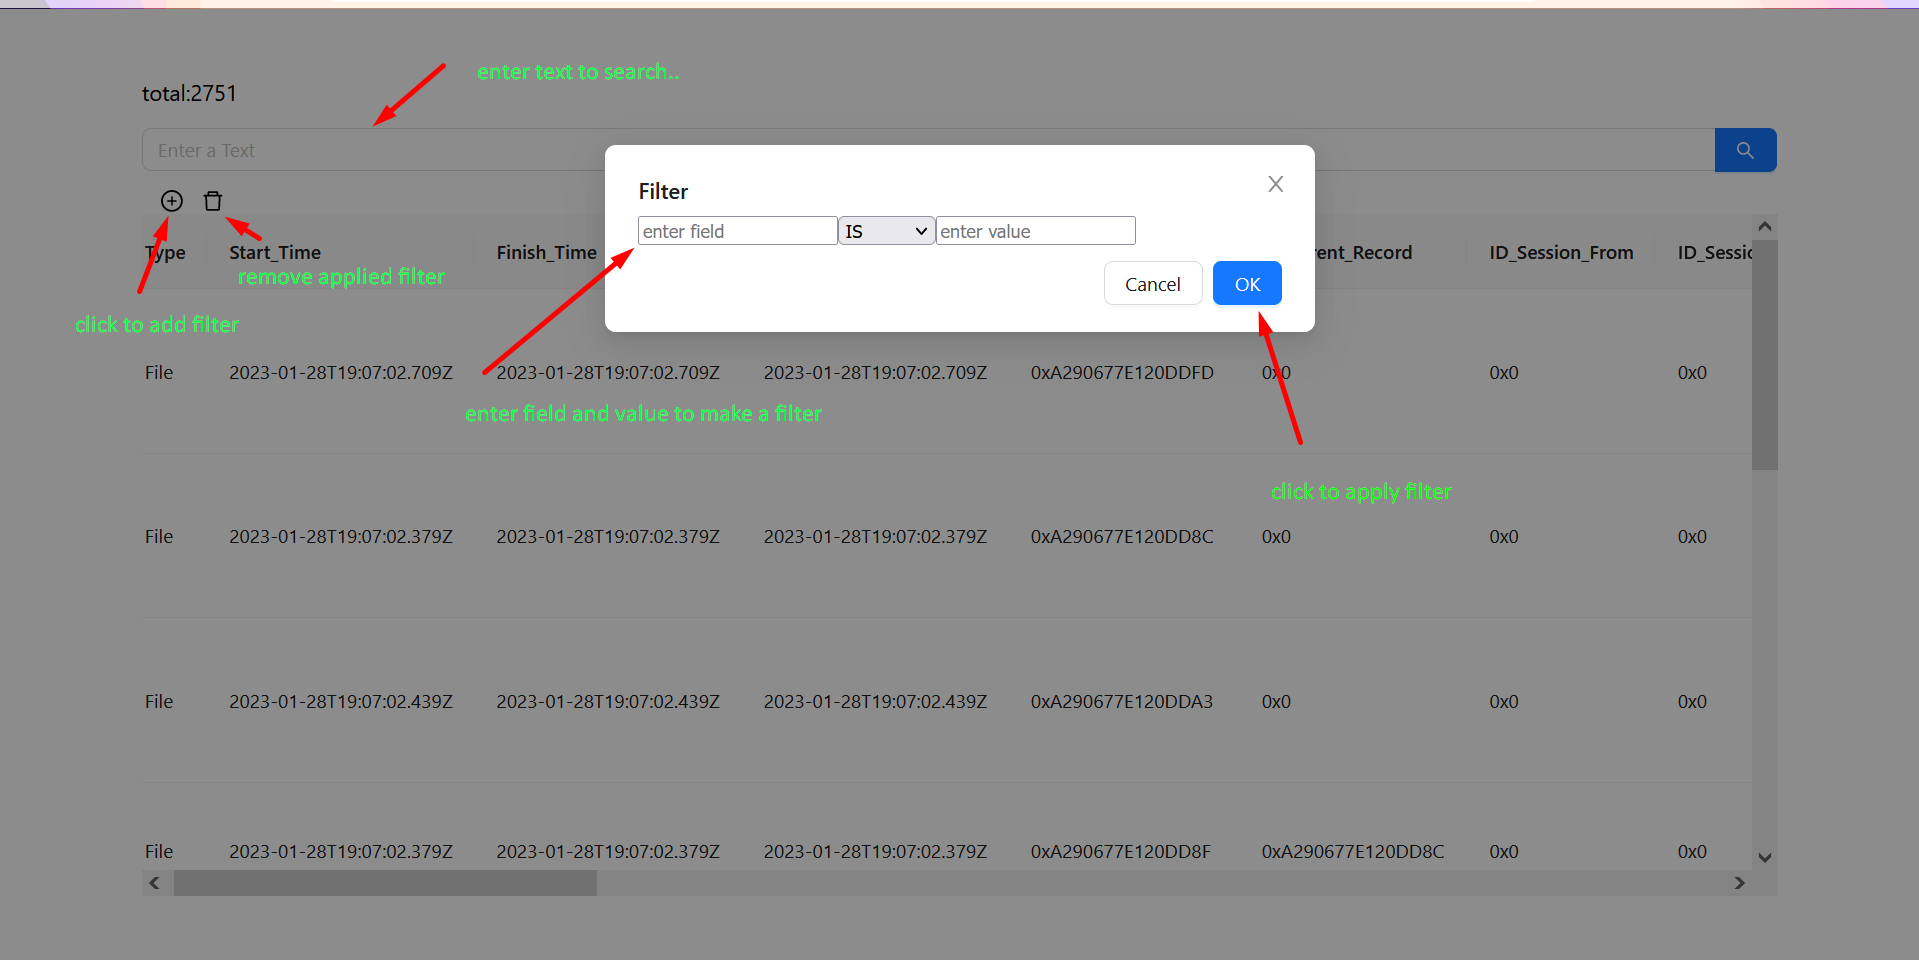 enter text to search..
total:2751
Enter a Text
Filter
enter field IS enter value
Type Start_Time Finish_Time ent_Record ID_Session_From ID_Sessic
remove applied filter
Cancel OK
click to add filter
File 2023-01-28T19:07:02.709Z 2023-01-28T19:07:02.709Z 2023-01-28T19:07:02.709Z 0xA290677E120DDFD 0x0 0x0 0x0
enter field and value to make a filter
click to apply filter
File 2023-01-28T19:07:02.379Z 2023-01-28T19:07:02.379Z 2023-01-28T19:07:02.379Z 0xA290677E120DD8C 0x0 0x0 0x0
File 2023-01-28T19:07:02.439Z 2023-01-28T19:07:02.439Z 2023-01-28T19:07:02.439Z 0xA290677E120DDA3 0x0 0x0 0x0
File 2023-01-28T19:07:02.379Z 2023-01-28T19:07:02.379Z 2023-01-28T19:07:02.379Z 0xA290677E120DD8F 0xA290677E120DD8C 0x0 0x0